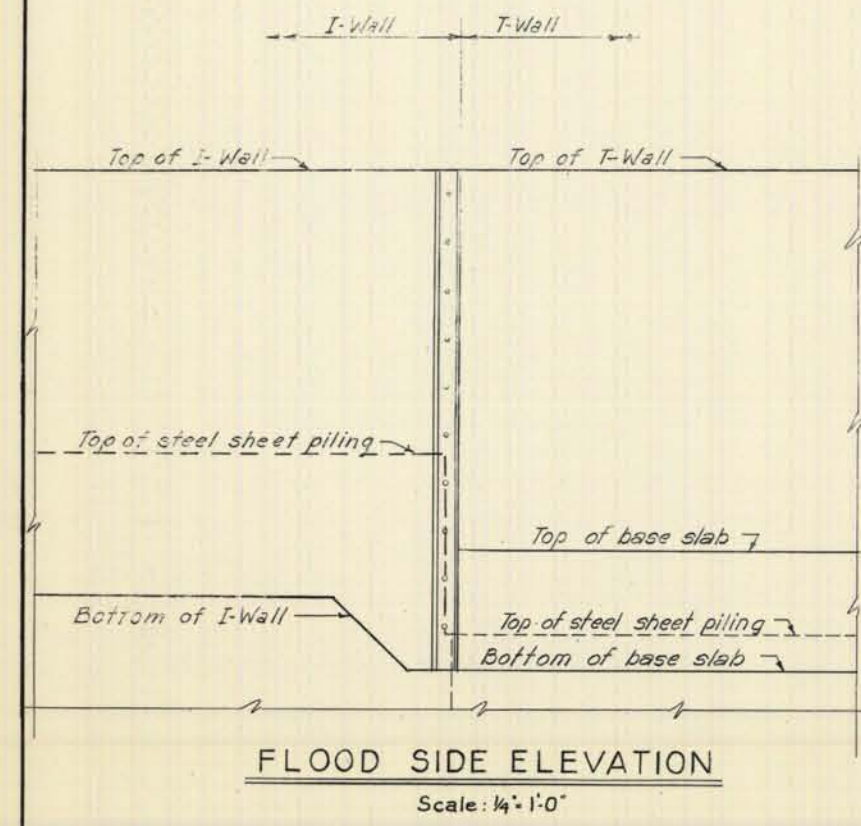 I-Wall
T-Wall
Top of I-Wall
Top of T-Wall
Top of steel sheet piling
Top of base slab
Bottom of I-Wall
Top of steel sheet piling
Bottom of base slab
FLOOD SIDE ELEVATION
Scale: ¼"= 1'-0"